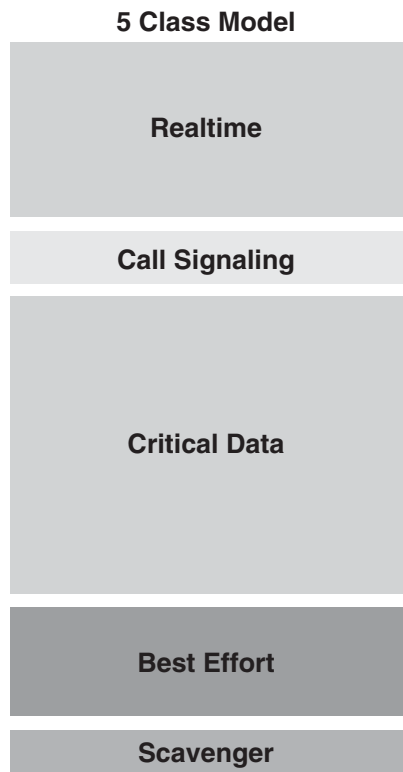 5 Class Model
Realtime
Call Signaling
Critical Data
Best Effort
Scavenger